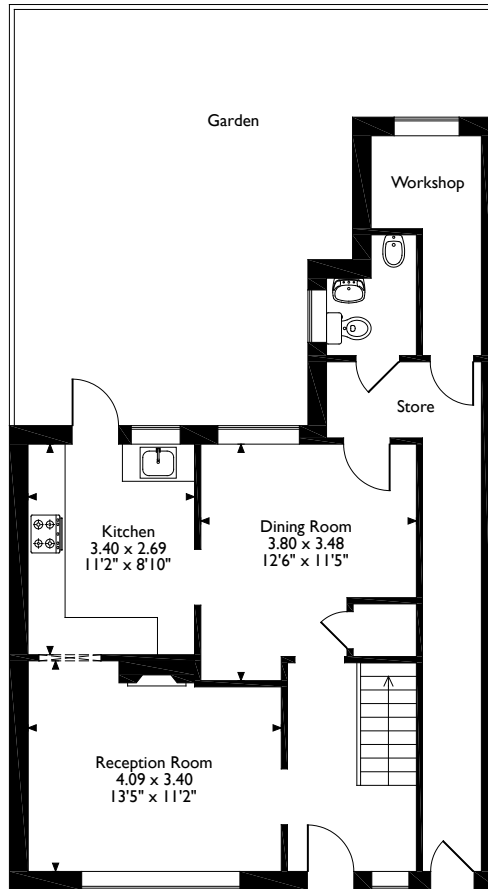 Garden
Workshop
Store
Kitchen
3.40 x 2.69
11'2" x 8'10"
Dining Room
3.80 x 3.48
12'6" x 11'5"
Reception Room
4.09 x 3.40
13'5" x 11'2"